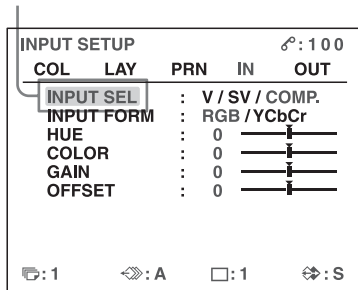 INPUT SETUP :100
COL LAY PRN IN OUT
INPUT SEL : V / SV / COMP.
INPUT FORM : RGB / YCbCr
HUE : 0
COLOR : 0
GAIN : 0
OFFSET : 0
:1 :A :1 :S